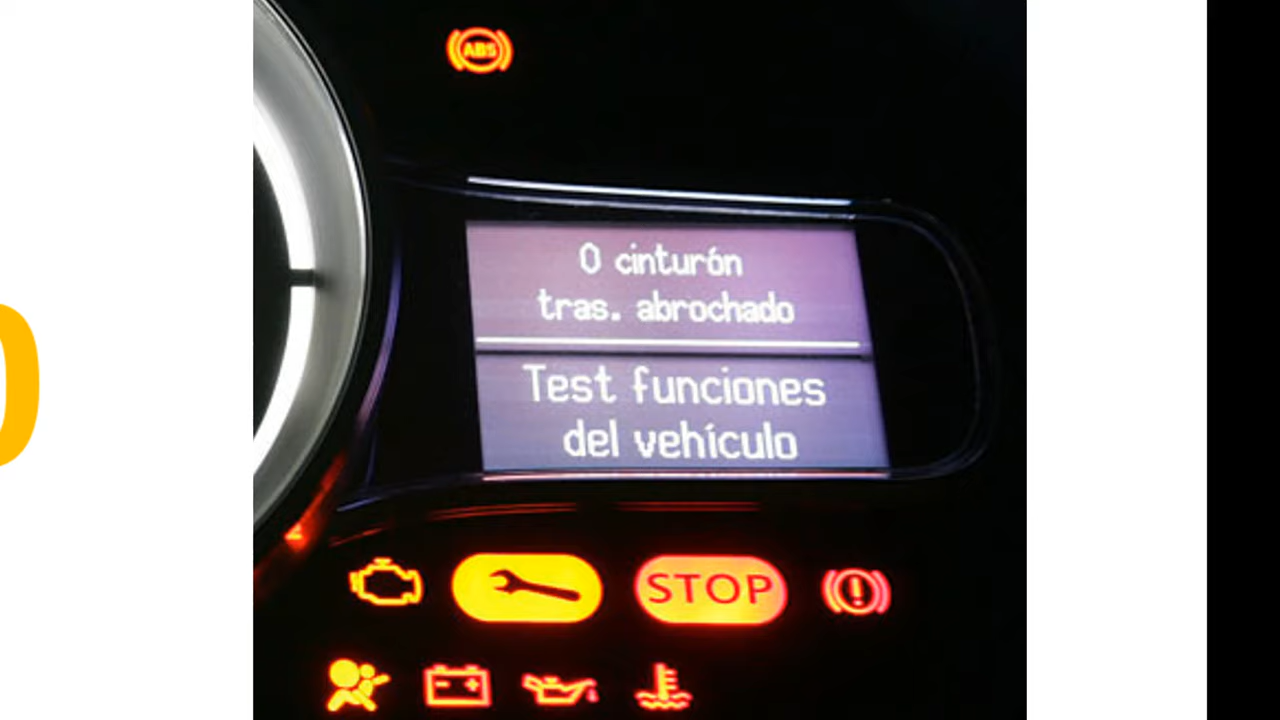 ABS
0 cinturón
tras. abrochado
Test funciones
del vehículo
STOP